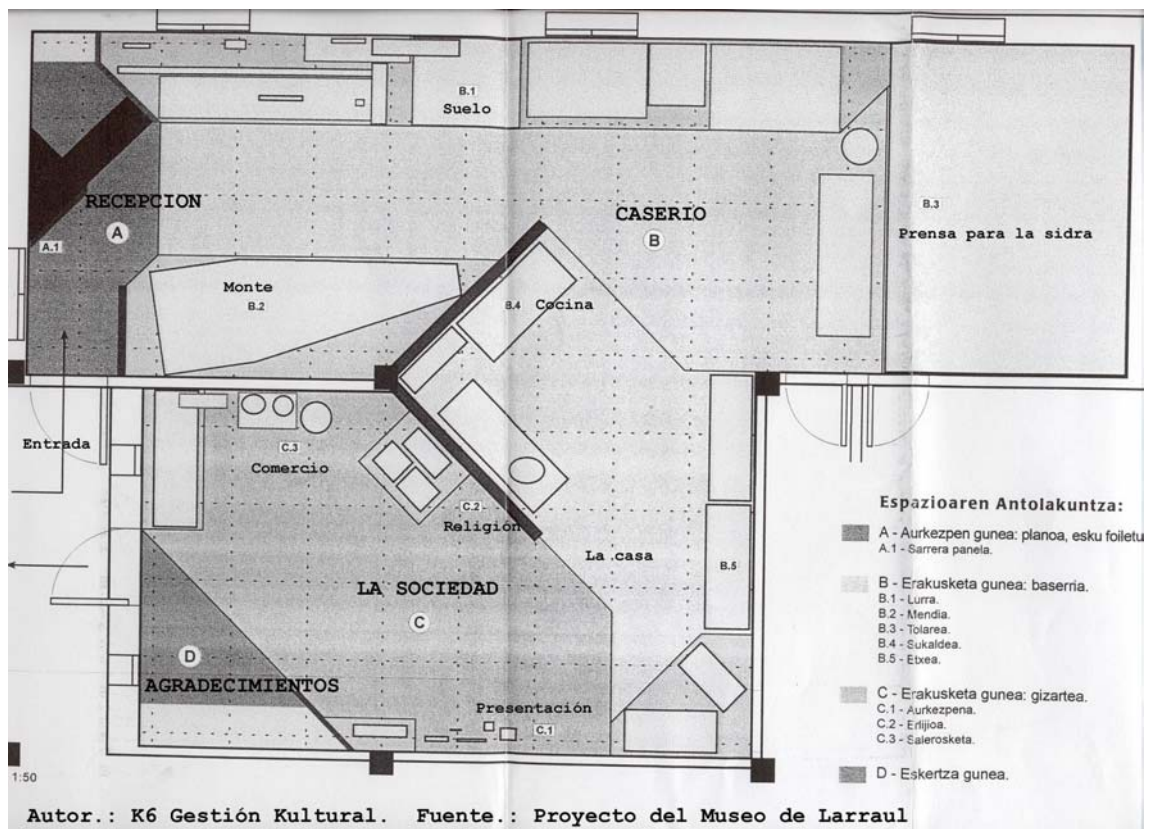 B.1
Suelo
RECEPCION
A
A.1
CASERIO
B
B.3
Prensa para la sidra
Monte
B.2
B.4 Cocina
Entrada
C.3
Comercio
C.2
Religión
La casa
B.5
LA SOCIEDAD
C
D
AGRADECIMIENTOS
Presentación
C.1
Espazioaren Antolakuntza:
A - Aurkezpen gunea: planoa, esku foiletu
A.1 - Sarrera panela.
B - Erakusketa gunea: baserria.
B.1 - Lurra.
B.2 - Mendia.
B.3 - Tolarea.
B.4 - Sukaldea.
B.5 - Etxea.
C - Erakusketa gunea: gizartea.
C.1 - Aurkezpena.
C.2 - Erlijioa.
C.3 - Salerosketa.
D - Eskertza gunea.
1:50
Autor.: K6 Gestión Kultural. Fuente.: Proyecto del Museo de Larraul